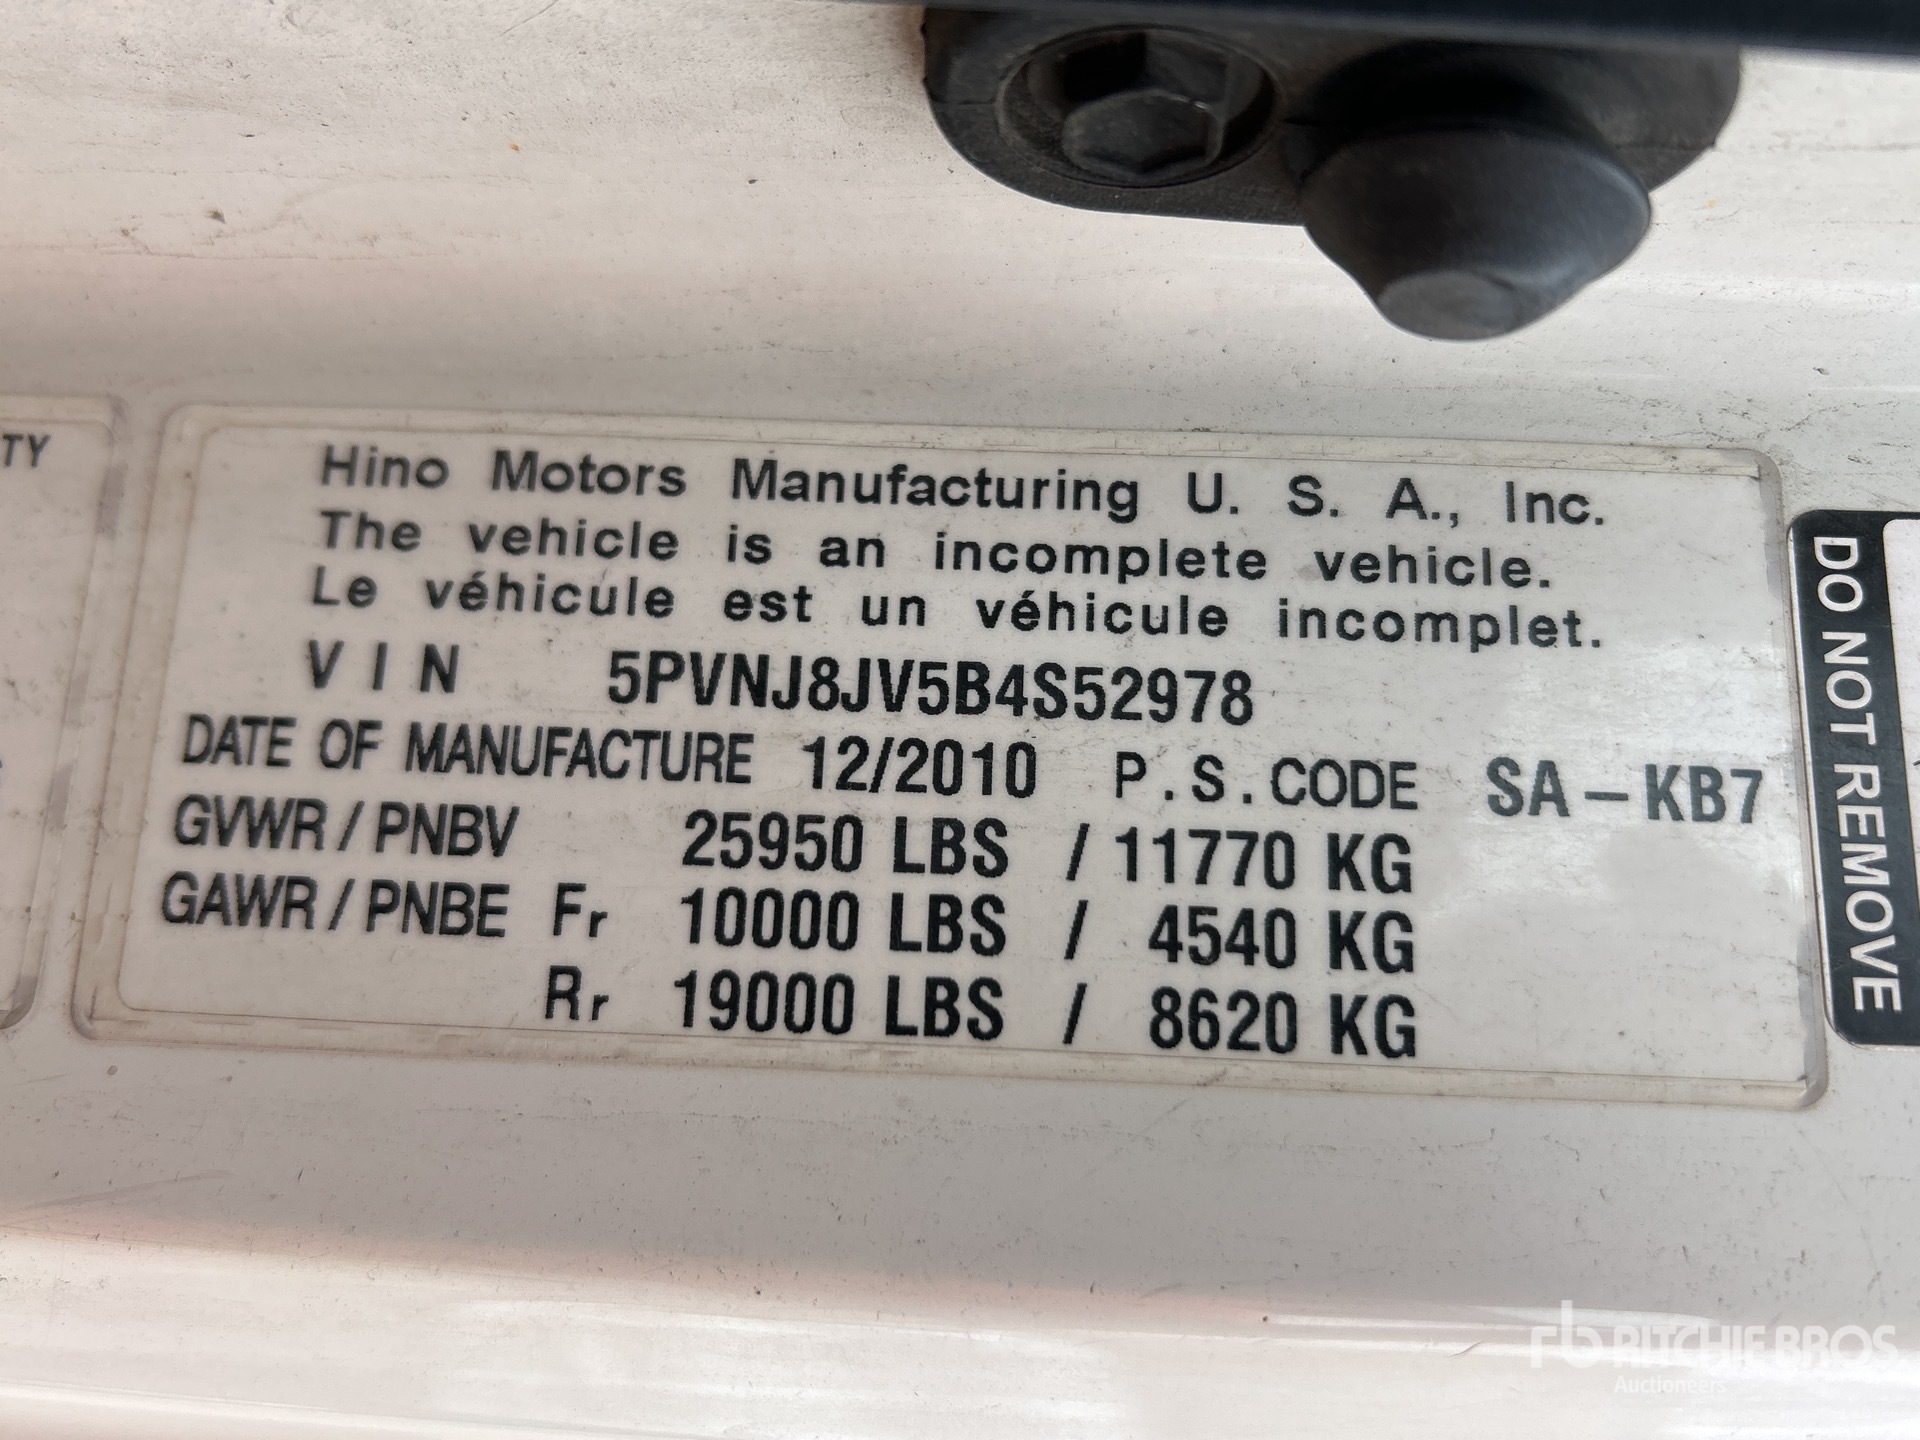 TY
Hino Motors Manufacturing U. S. A., Inc.
The vehicle is an incomplete vehicle.
Le véhicule est un véhicule incomplet.
VIN 5PVNJ8JV5B4S52978
DATE OF MANUFACTURE 12/2010 P.S.CODE SA-KB7
GVWR/PNBV 25950 LBS / 11770 KG
GAWR/PNBE Fr 10000 LBS / 4540 KG
Rr 19000 LBS / 8620 KG
DO NOT REMOVE
rb RITCHIE BROS.
Auctioneers